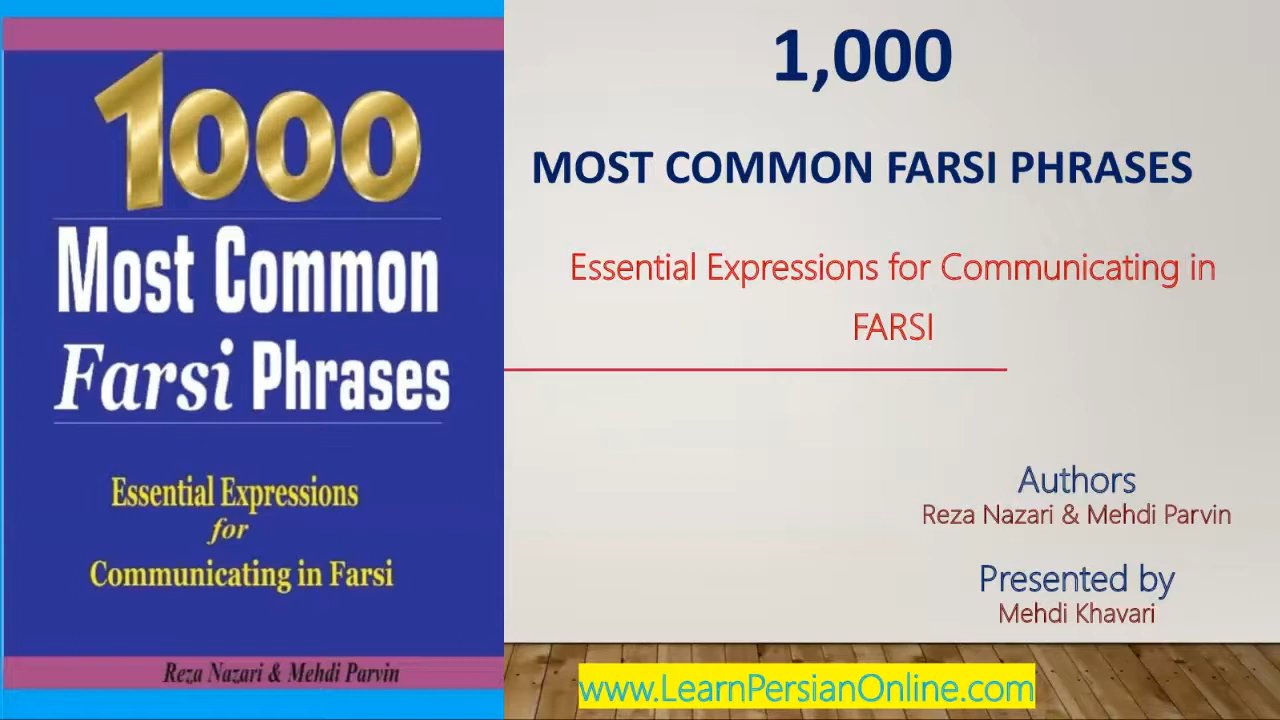 1000
Most Common
Farsi Phrases
Essential Expressions
for
Communicating in Farsi
Reza Nazari & Mehdi Parvin
1,000
MOST COMMON FARSI PHRASES
Essential Expressions for Communicating in
FARSI
Authors
Reza Nazari & Mehdi Parvin
Presented by
Mehdi Khavari
www.LearnPersianOnline.com